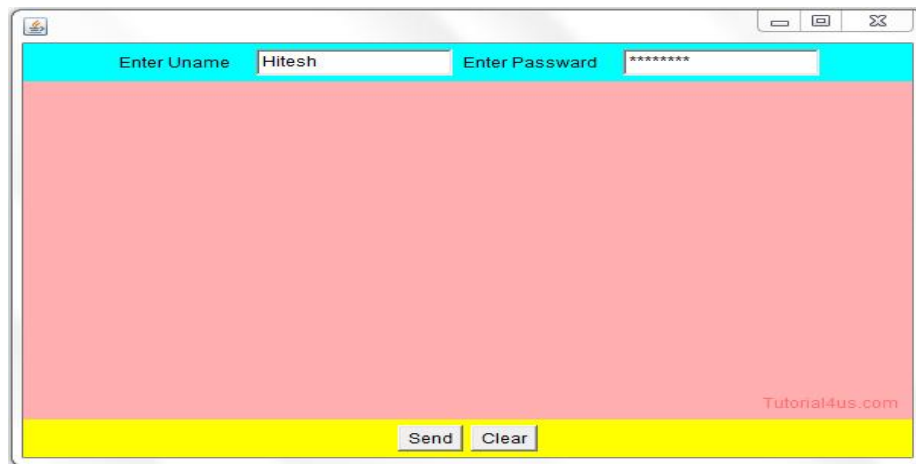 Enter Uname Hitesh Enter Passward ********
Tutorial4us.com
Send Clear